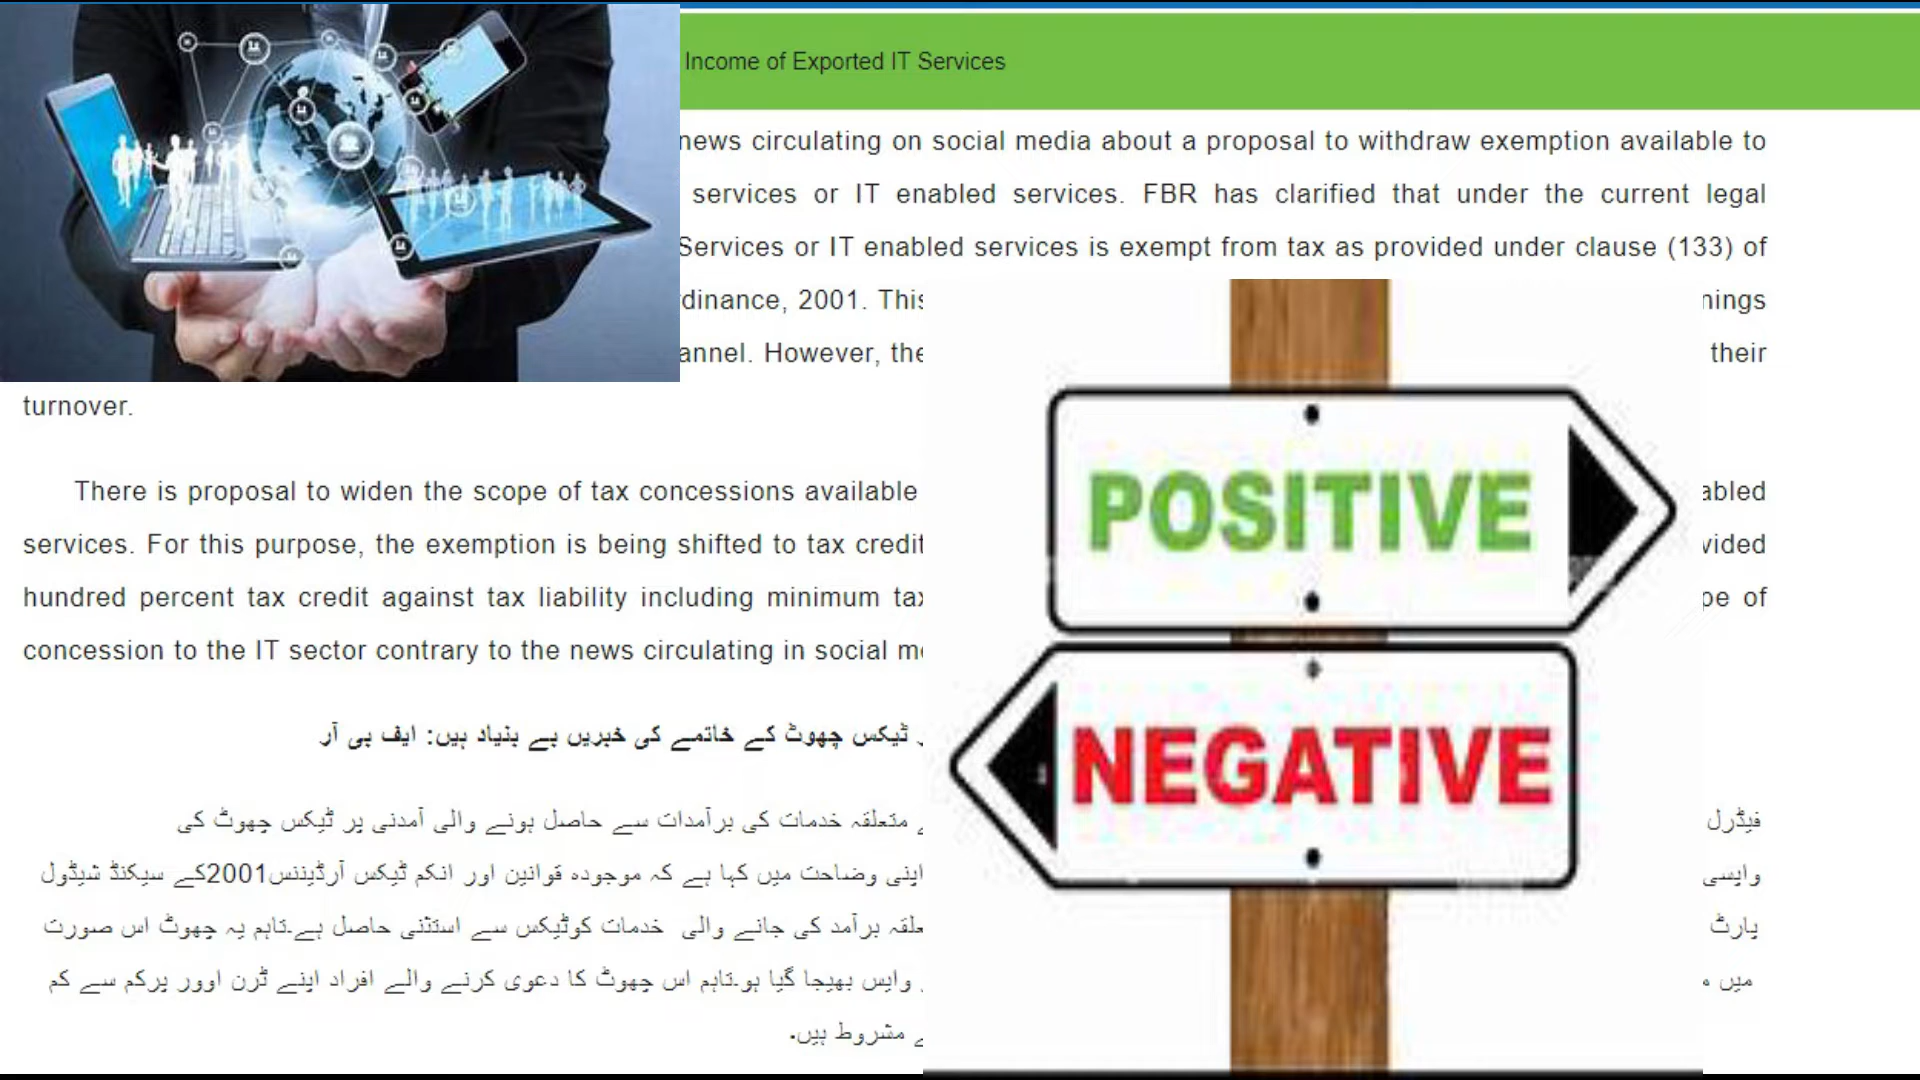 Income of Exported IT Services
news circulating on social media about a proposal to withdraw exemption available to
services or IT enabled services. FBR has clarified that under the current legal
Services or IT enabled services is exempt from tax as provided under clause (133) of
2001. This
However, the their
turnover.
There is proposal to widen the scope of tax concessions available
services. For this purpose, the exemption is being shifted to tax credit
hundred percent tax credit against tax liability including minimum tax of
concession to the IT sector contrary to the news circulating in social
POSITIVE
NEGATIVE
ٹیکس چھوٹ کے خاتمے کی خبریں بے بنیاد ہیں: ایف بی آر
فیڈرل متعلقہ خدمات کی برآمدات سے حاصل ہونے والی آمدنی پر ٹیکس چھوٹ کی
واپسی اپنی وضاحت میں کہا ہے کہ موجودہ قوانین اور انکم ٹیکس آرڈیننس2001کے سیکنڈ شیڈول
پارٹ برآمد کی جانے والی خدمات کوٹیکس سے استثنی حاصل ہے۔تاہم یہ چھوٹ اس صورت
میں واپس بھیجا گیا ہو۔تاہم اس چھوٹ کا دعوی کرنے والے افراد اپنے ٹرن اوور پرکم سے کم
مشروط ہیں۔